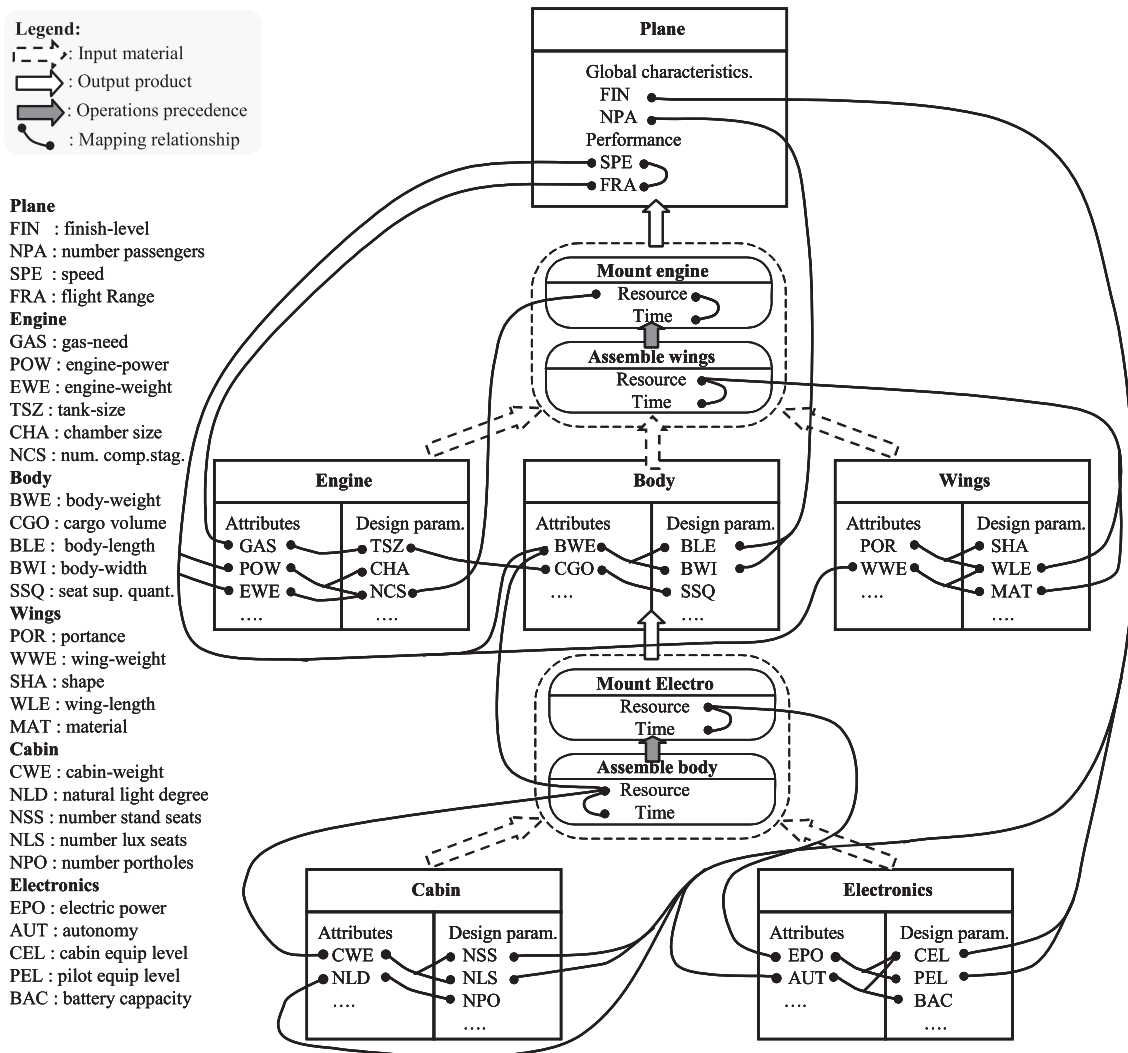 Legend:
: Input material
: Output product
: Operations precedence
: Mapping relationship
Plane
FIN : finish-level
NPA : number passengers
SPE : speed
FRA : flight Range
Engine
GAS : gas-need
POW : engine-power
EWE : engine-weight
TSZ : tank-size
CHA : chamber size
NCS : num. comp.stag.
Body
BWE : body-weight
CGO : cargo volume
BLE : body-length
BWI : body-width
SSQ : seat sup. quant.
Wings
POR : portance
WWE : wing-weight
SHA : shape
WLE : wing-length
MAT : material
Cabin
CWE : cabin-weight
NLD : natural light degree
NSS : number stand seats
NLS : number lux seats
NPO : number portholes
Electronics
EPO : electric power
AUT : autonomy
CEL : cabin equip level
PEL : pilot equip level
BAC : battery cappacity
Plane
Global characteristics.
FIN
NPA
Performance
SPE
FRA
Mount engine
Resource
Time
Assemble wings
Resource
Time
Engine
Attributes
GAS
POW
EWE
....
Design param.
TSZ
CHA
NCS
....
Body
Attributes
BWE
CGO
....
Design param.
BLE
BWI
SSQ
....
Wings
Attributes
POR
WWE
....
Design param.
SHA
WLE
MAT
....
Mount Electro
Resource
Time
Assemble body
Resource
Time
Cabin
Attributes
CWE
NLD
....
Design param.
NSS
NLS
NPO
....
Electronics
Attributes
EPO
AUT
....
Design param.
CEL
PEL
BAC
....